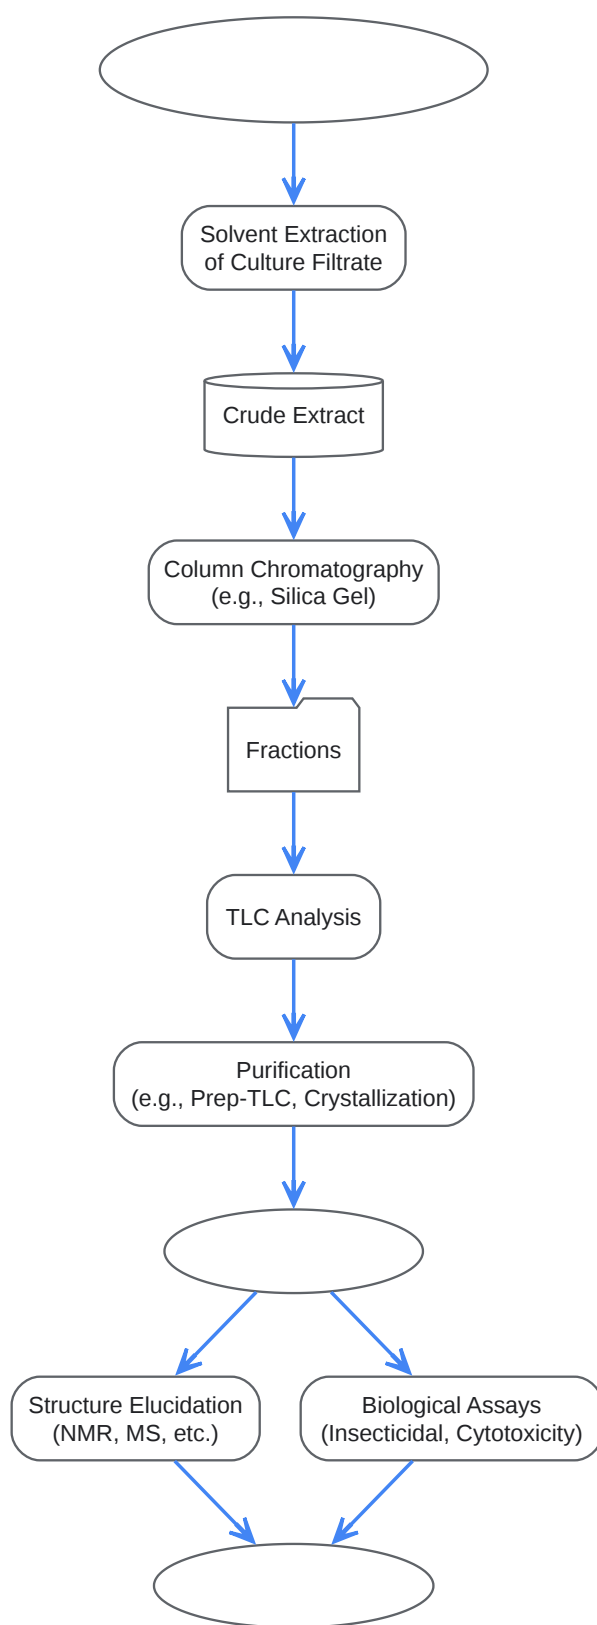 Solvent Extraction
of Culture Filtrate
Crude Extract
Column Chromatography
(e.g., Silica Gel)
Fractions
TLC Analysis
Purification
(e.g., Prep-TLC, Crystallization)
Structure Elucidation
(NMR, MS, etc.)
Biological Assays
(Insecticidal, Cytotoxicity)